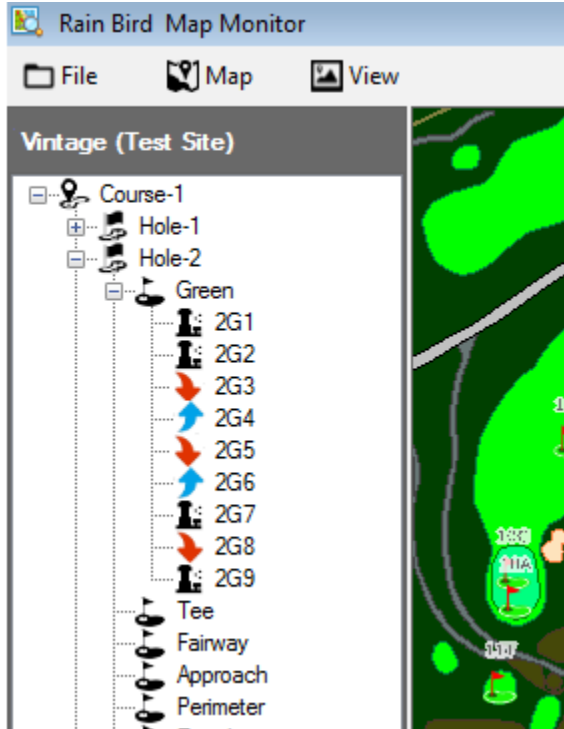 Rain Bird Map Monitor
File Map View
Vintage (Test Site)
Course-1
Hole-1
Hole-2
Green
2G1
2G2
2G3
2G4
2G5
2G6
2G7
2G8
2G9
Tee
Fairway
Approach
Perimeter